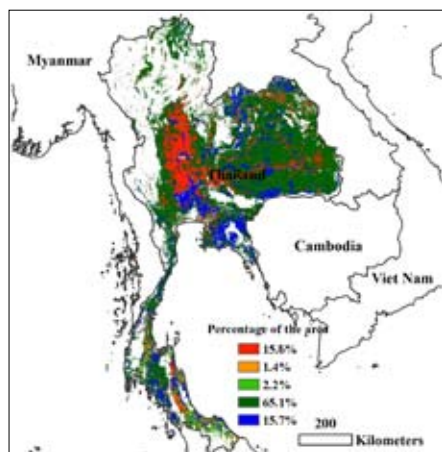 Myanmar
Thailand
Cambodia
Viet Nam
Percentage of the area
15.8%
1.4%
2.2%
65.1%
15.7%
200
Kilometers